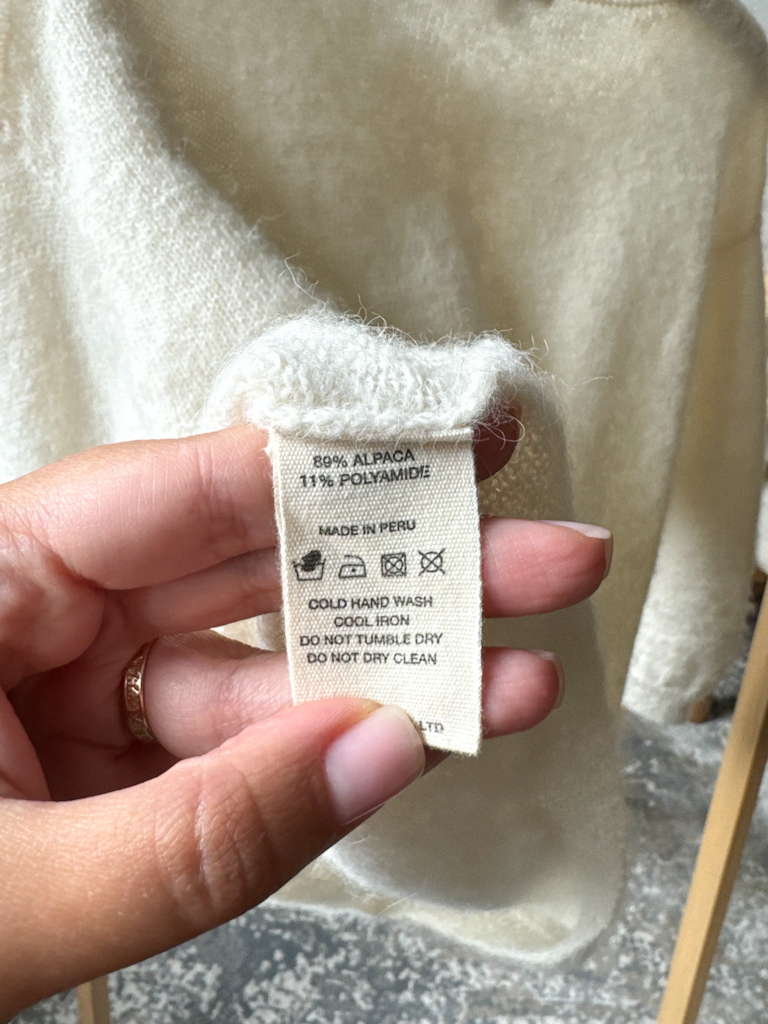 89% ALPACA
11% POLYAMIDE
MADE IN PERU
COLD HAND WASH
COOL IRON
DO NOT TUMBLE DRY
DO NOT DRY CLEAN
LTD